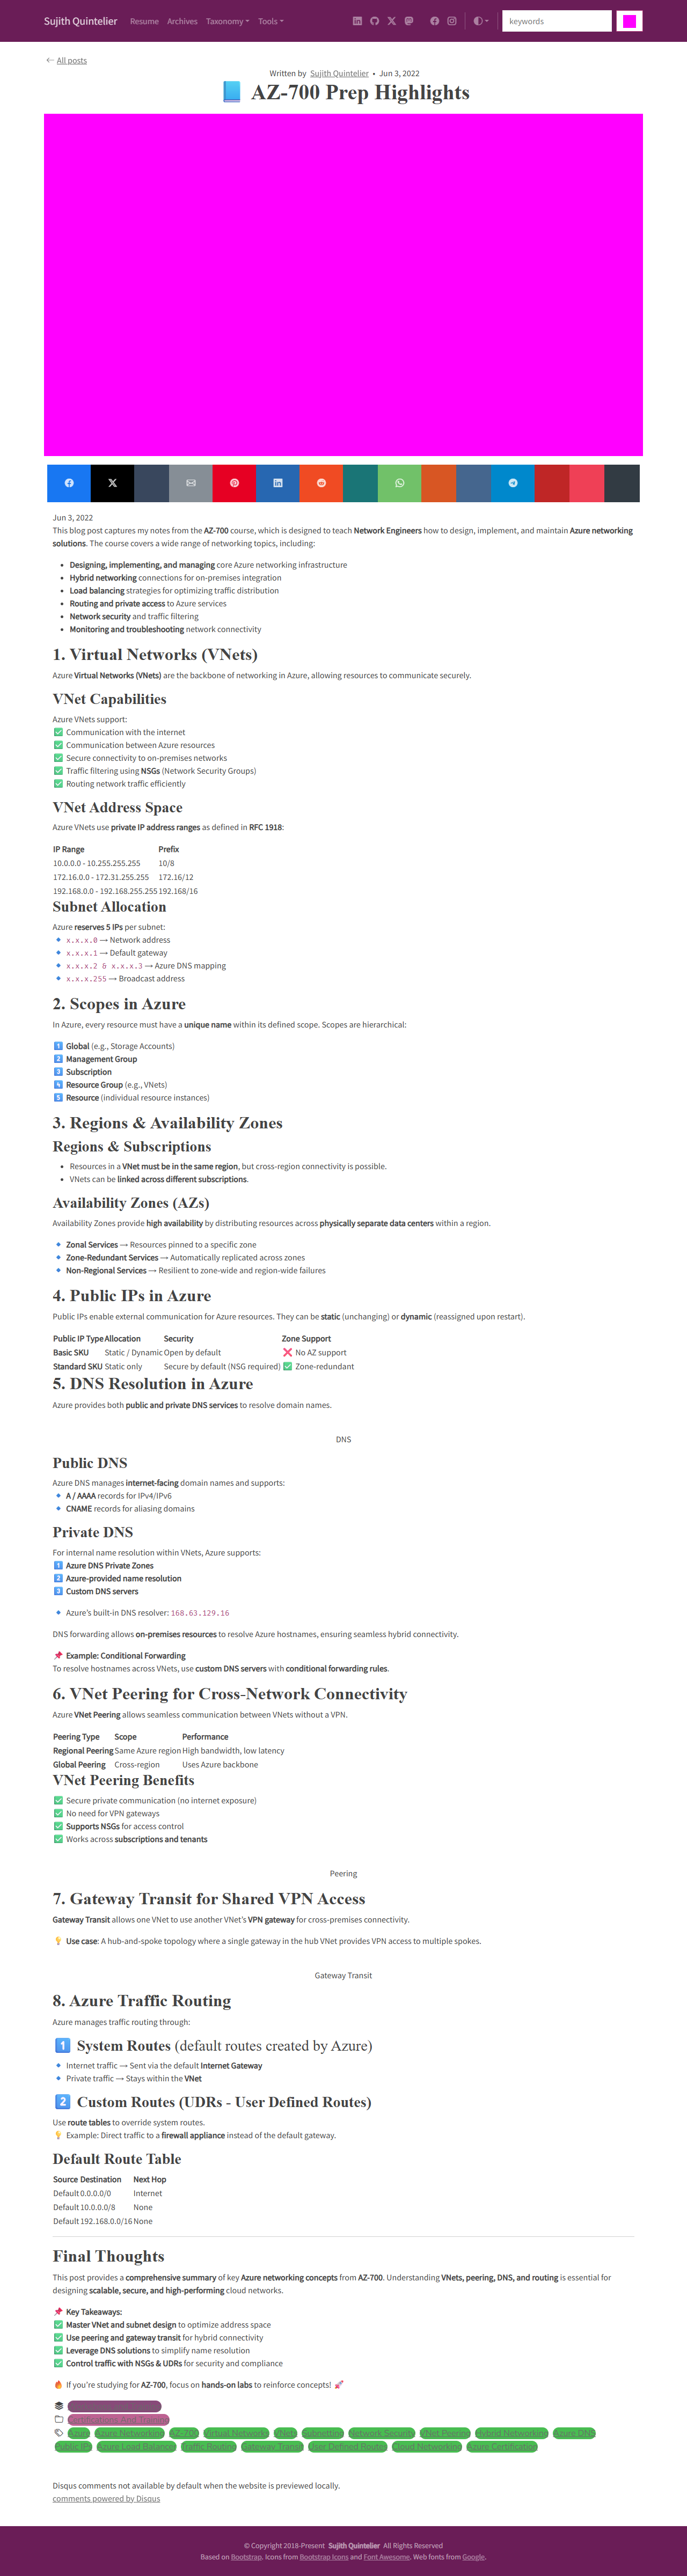 Sujith Quintelier Resume Archives Taxonomy Tools keywords
All posts
Written by Sujith Quintelier • Jun 3, 2022
📘 AZ-700 Prep Highlights
Jun 3, 2022
This blog post captures my notes from the AZ-700 course, which is designed to teach Network Engineers how to design, implement, and maintain Azure networking
solutions. The course covers a wide range of networking topics, including:
• Designing, implementing, and managing core Azure networking infrastructure
• Hybrid networking connections for on-premises integration
• Load balancing strategies for optimizing traffic distribution
• Routing and private access to Azure services
• Network security and traffic filtering
• Monitoring and troubleshooting network connectivity
1. Virtual Networks (VNets)
Azure Virtual Networks (VNets) are the backbone of networking in Azure, allowing resources to communicate securely.
VNet Capabilities
Azure VNets support:
✅ Communication with the internet
✅ Communication between Azure resources
✅ Secure connectivity to on-premises networks
✅ Traffic filtering using NSGs (Network Security Groups)
✅ Routing network traffic efficiently
VNet Address Space
Azure VNets use private IP address ranges as defined in RFC 1918:
IP Range Prefix
10.0.0.0 - 10.255.255.255 10/8
172.16.0.0 - 172.31.255.255 172.16/12
192.168.0.0 - 192.168.255.255 192.168/16
Subnet Allocation
Azure reserves 5 IPs per subnet:
🔹 x.x.x.0 → Network address
🔹 x.x.x.1 → Default gateway
🔹 x.x.x.2 & x.x.x.3 → Azure DNS mapping
🔹 x.x.x.255 → Broadcast address
2. Scopes in Azure
In Azure, every resource must have a unique name within its defined scope. Scopes are hierarchical:
1️⃣ Global (e.g., Storage Accounts)
2️⃣ Management Group
3️⃣ Subscription
4️⃣ Resource Group (e.g., VNets)
5️⃣ Resource (individual resource instances)
3. Regions & Availability Zones
Regions & Subscriptions
• Resources in a VNet must be in the same region, but cross-region connectivity is possible.
• VNets can be linked across different subscriptions.
Availability Zones (AZs)
Availability Zones provide high availability by distributing resources across physically separate data centers within a region.
🔹 Zonal Services → Resources pinned to a specific zone
🔹 Zone-Redundant Services → Automatically replicated across zones
🔹 Non-Regional Services → Resilient to zone-wide and region-wide failures
4. Public IPs in Azure
Public IPs enable external communication for Azure resources. They can be static (unchanging) or dynamic (reassigned upon restart).
Public IP Type Allocation Security Zone Support
Basic SKU Static / Dynamic Open by default ❌ No AZ support
Standard SKU Static only Secure by default (NSG required) ✅ Zone-redundant
5. DNS Resolution in Azure
Azure provides both public and private DNS services to resolve domain names.
DNS
Public DNS
Azure DNS manages internet-facing domain names and supports:
🔹 A / AAAA records for IPv4/IPv6
🔹 CNAME records for aliasing domains
Private DNS
For internal name resolution within VNets, Azure supports:
1️⃣ Azure DNS Private Zones
2️⃣ Azure-provided name resolution
3️⃣ Custom DNS servers
🔹 Azure's built-in DNS resolver: 168.63.129.16
DNS forwarding allows on-premises resources to resolve Azure hostnames, ensuring seamless hybrid connectivity.
📌 Example: Conditional Forwarding
To resolve hostnames across VNets, use custom DNS servers with conditional forwarding rules.
6. VNet Peering for Cross-Network Connectivity
Azure VNet Peering allows seamless communication between VNets without a VPN.
Peering Type Scope Performance
Regional Peering Same Azure region High bandwidth, low latency
Global Peering Cross-region Uses Azure backbone
VNet Peering Benefits
✅ Secure private communication (no internet exposure)
✅ No need for VPN gateways
✅ Supports NSGs for access control
✅ Works across subscriptions and tenants
Peering
7. Gateway Transit for Shared VPN Access
Gateway Transit allows one VNet to use another VNet's VPN gateway for cross-premises connectivity.
💡 Use case: A hub-and-spoke topology where a single gateway in the hub VNet provides VPN access to multiple spokes.
Gateway Transit
8. Azure Traffic Routing
Azure manages traffic routing through:
1️⃣ System Routes (default routes created by Azure)
🔹 Internet traffic → Sent via the default Internet Gateway
🔹 Private traffic → Stays within the VNet
2️⃣ Custom Routes (UDRs - User Defined Routes)
Use route tables to override system routes.
💡 Example: Direct traffic to a firewall appliance instead of the default gateway.
Default Route Table
Source Destination Next Hop
Default 0.0.0.0/0 Internet
Default 10.0.0.0/8 None
Default 192.168.0.0/16 None
Final Thoughts
This post provides a comprehensive summary of key Azure networking concepts from AZ-700. Understanding VNets, peering, DNS, and routing is essential for
designing scalable, secure, and high-performing cloud networks.
📌 Key Takeaways:
✅ Master VNet and subnet design to optimize address space
✅ Use peering and gateway transit for hybrid connectivity
✅ Leverage DNS solutions to simplify name resolution
✅ Control traffic with NSGs & UDRs for security and compliance
🔥 If you're studying for AZ-700, focus on hands-on labs to reinforce concepts! 🚀
Certifications And Training
Azure Azure Networking AZ-700 Virtual Networks VNets Subnetting Network Security VNet Peering Hybrid Networking Azure DNS
Public IPs Azure Load Balancer Traffic Routing Gateway Transit User Defined Routes Cloud Networking Azure Certification
Disqus comments not available by default when the website is previewed locally.
comments powered by Disqus
© Copyright 2018-Present Sujith Quintelier All Rights Reserved
Based on Bootstrap. Icons from Bootstrap Icons and Font Awesome. Web fonts from Google.